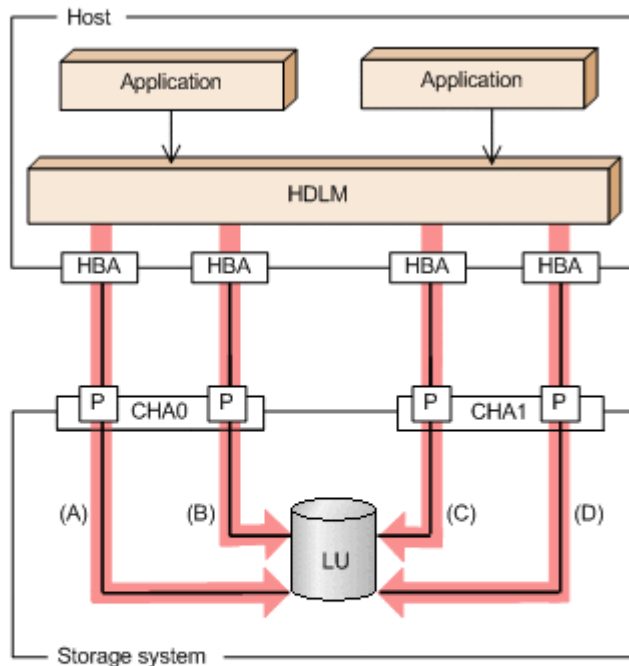 Host
Application Application
HDLM
HBA HBA HBA HBA
P P P P
CHA0 CHA1
(A) (B) (C) (D)
LU
Storage system